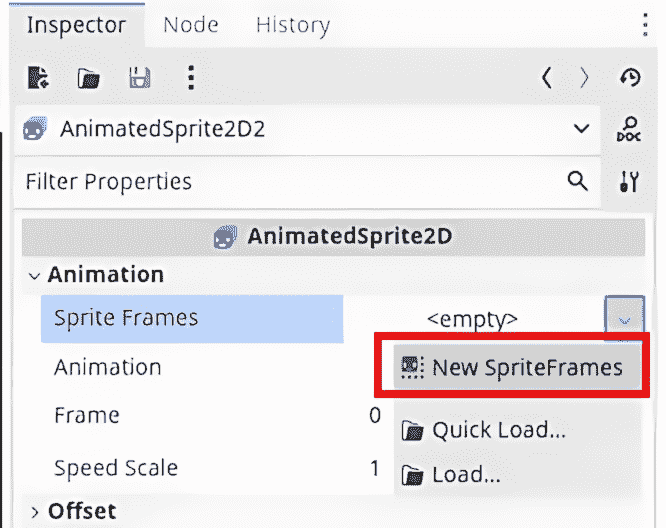 Inspector Node History
AnimatedSprite2D2
DOC
Filter Properties
AnimatedSprite2D
Animation
Sprite Frames <empty>
Animation New SpriteFrames
Frame 0
Quick Load...
Speed Scale 1 Load...
Offset